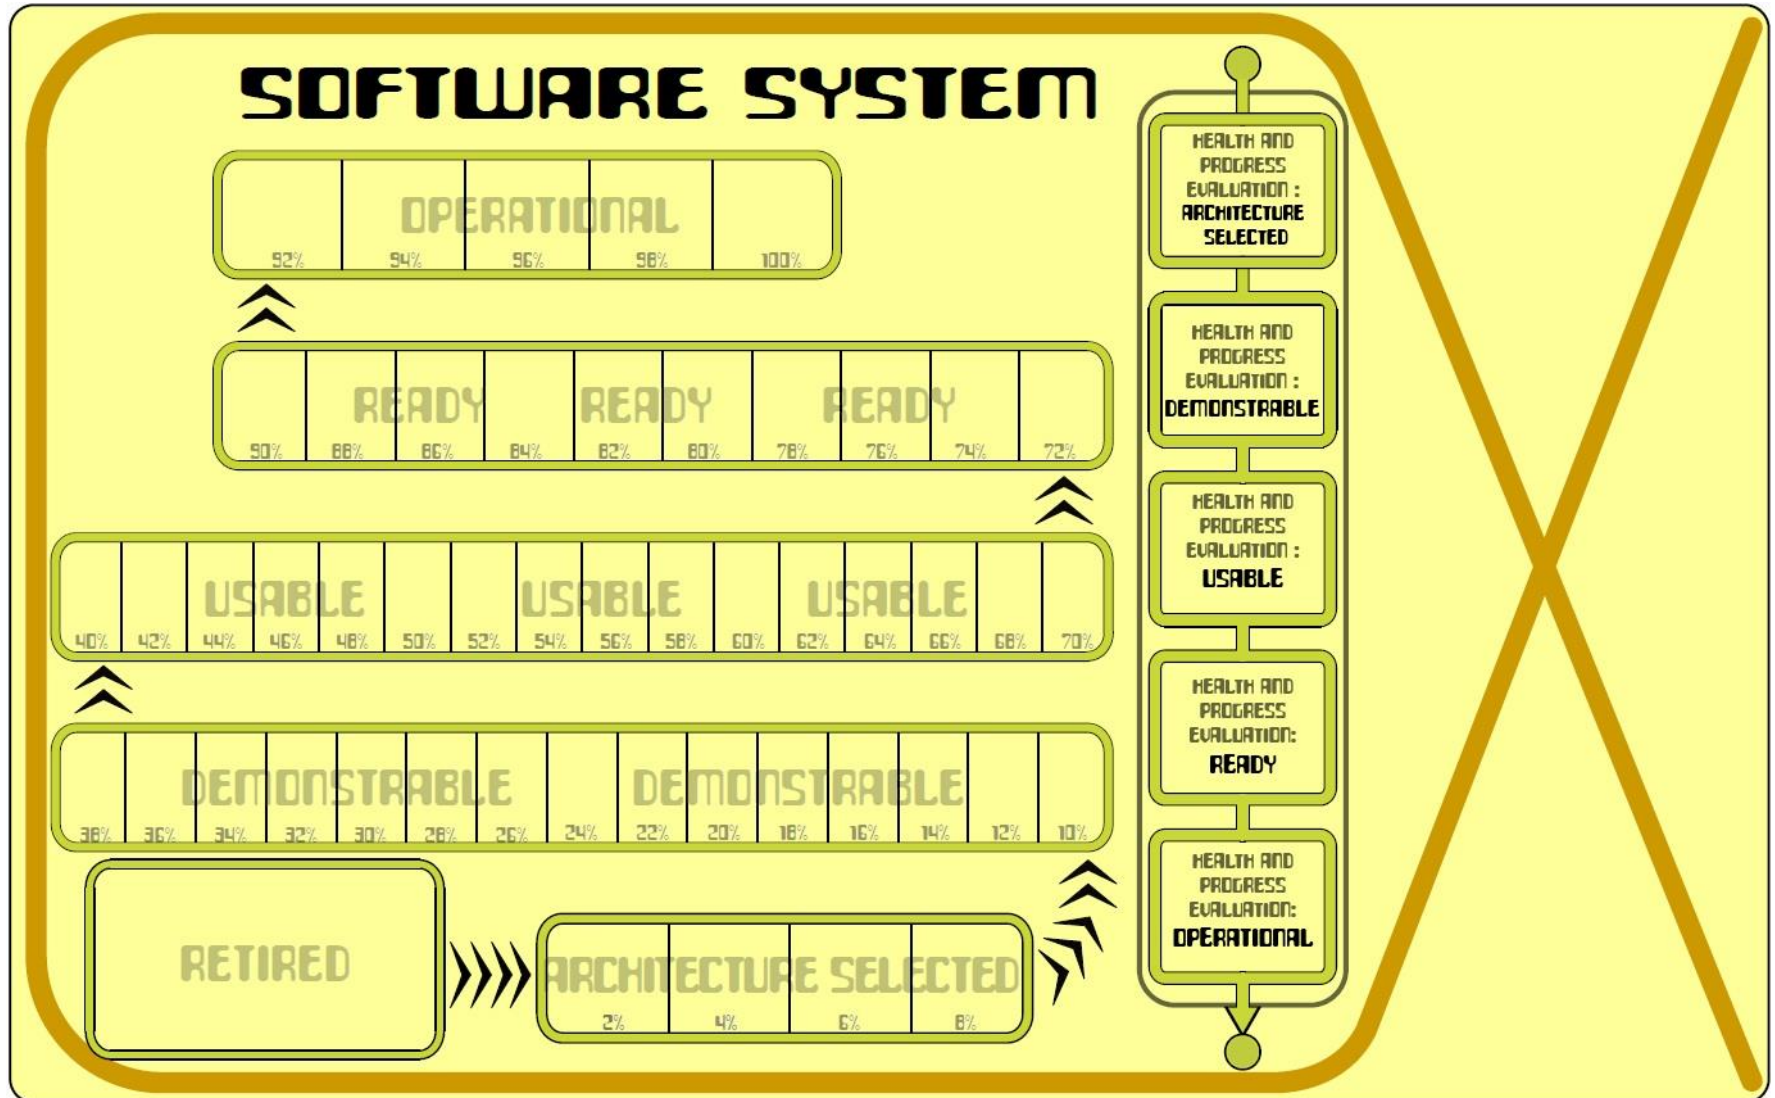 SOFTWARE SYSTEM
OPERATIONAL
92% 94% 96% 98% 100%
READY READY READY
90% 88% 86% 84% 82% 80% 78% 76% 74% 72%
USABLE USABLE USABLE
40% 42% 44% 46% 48% 50% 52% 54% 56% 58% 60% 62% 64% 66% 68% 70%
DEMONSTRABLE DEMONSTRABLE
38% 36% 34% 32% 30% 28% 26% 24% 22% 20% 18% 16% 14% 12% 10%
RETIRED
ARCHITECTURE SELECTED
2% 4% 6% 8%
HEALTH AND
PROGRESS
EVALUATION :
ARCHITECTURE
SELECTED
HEALTH AND
PROGRESS
EVALUATION :
DEMONSTRABLE
HEALTH AND
PROGRESS
EVALUATION :
USABLE
HEALTH AND
PROGRESS
EVALUATION:
READY
HEALTH AND
PROGRESS
EVALUATION:
OPERATIONAL